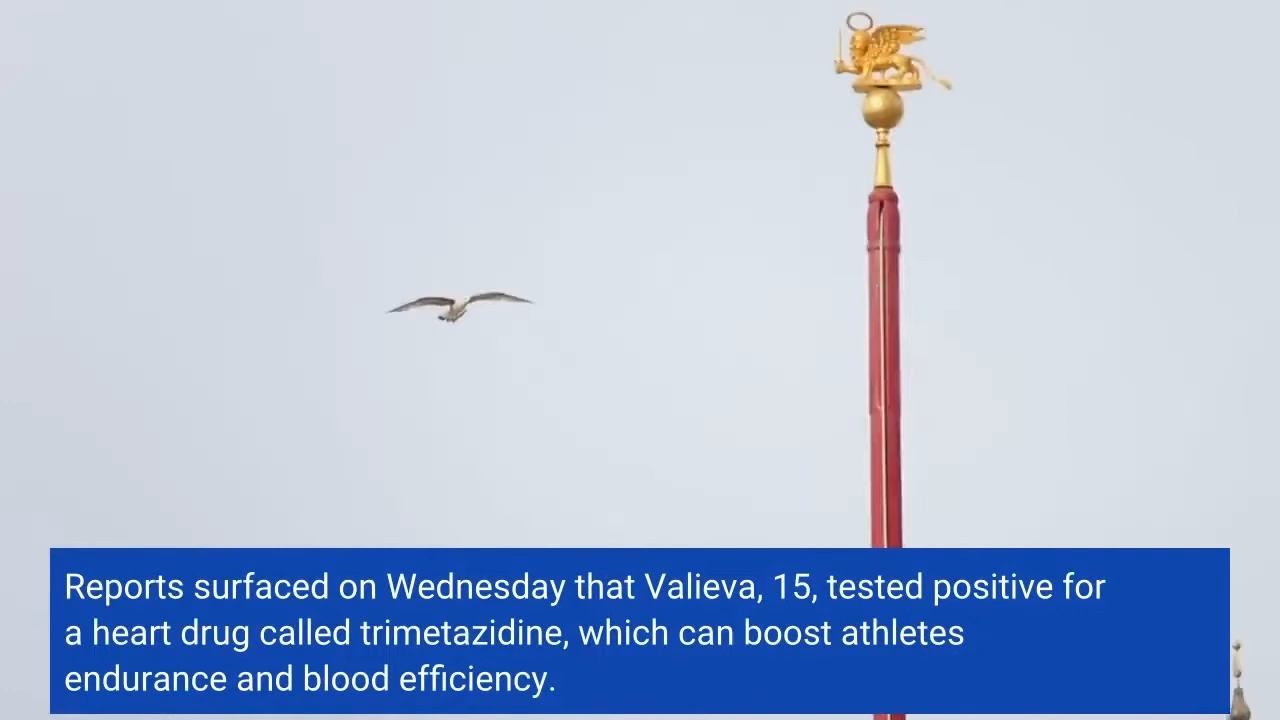 Reports surfaced on Wednesday that Valieva, 15, tested positive for
a heart drug called trimetazidine, which can boost athletes
endurance and blood efficiency.